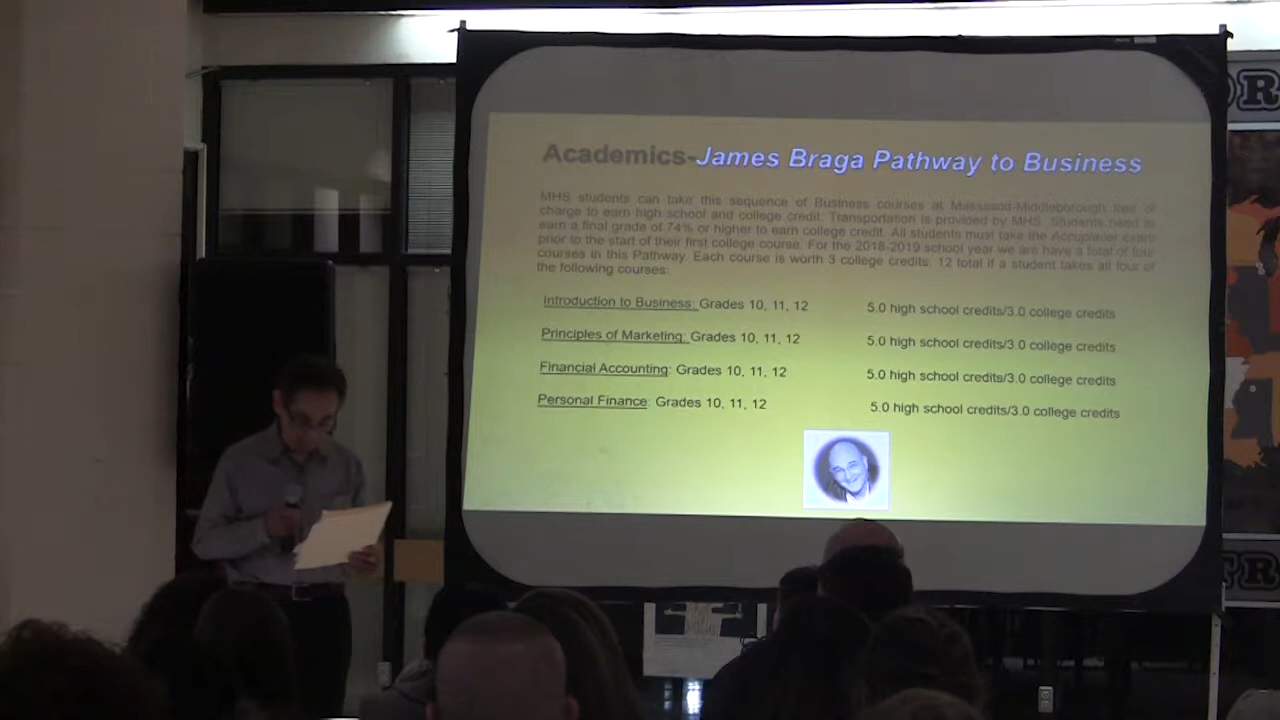 Academics-James Braga Pathway to Business
MHS students can take this sequence of Business courses at Massasoit-Middleborough free of
charge to earn high school and college credit. Transportation is provided by MHS. Students need to
earn a final grade of 74% or higher to earn college credit. All students must take the Accuplacer exam
prior to the start of their first college course. For the 2018-2019 school year we are have a total of four
courses in this Pathway. Each course is worth 3 college credits, 12 total if a student takes all four of
the following courses:
Introduction to Business: Grades 10, 11, 12 5.0 high school credits/3.0 college credits
Principles of Marketing: Grades 10, 11, 12 5.0 high school credits/3.0 college credits
Financial Accounting: Grades 10, 11, 12 5.0 high school credits/3.0 college credits
Personal Finance: Grades 10, 11, 12 5.0 high school credits/3.0 college credits